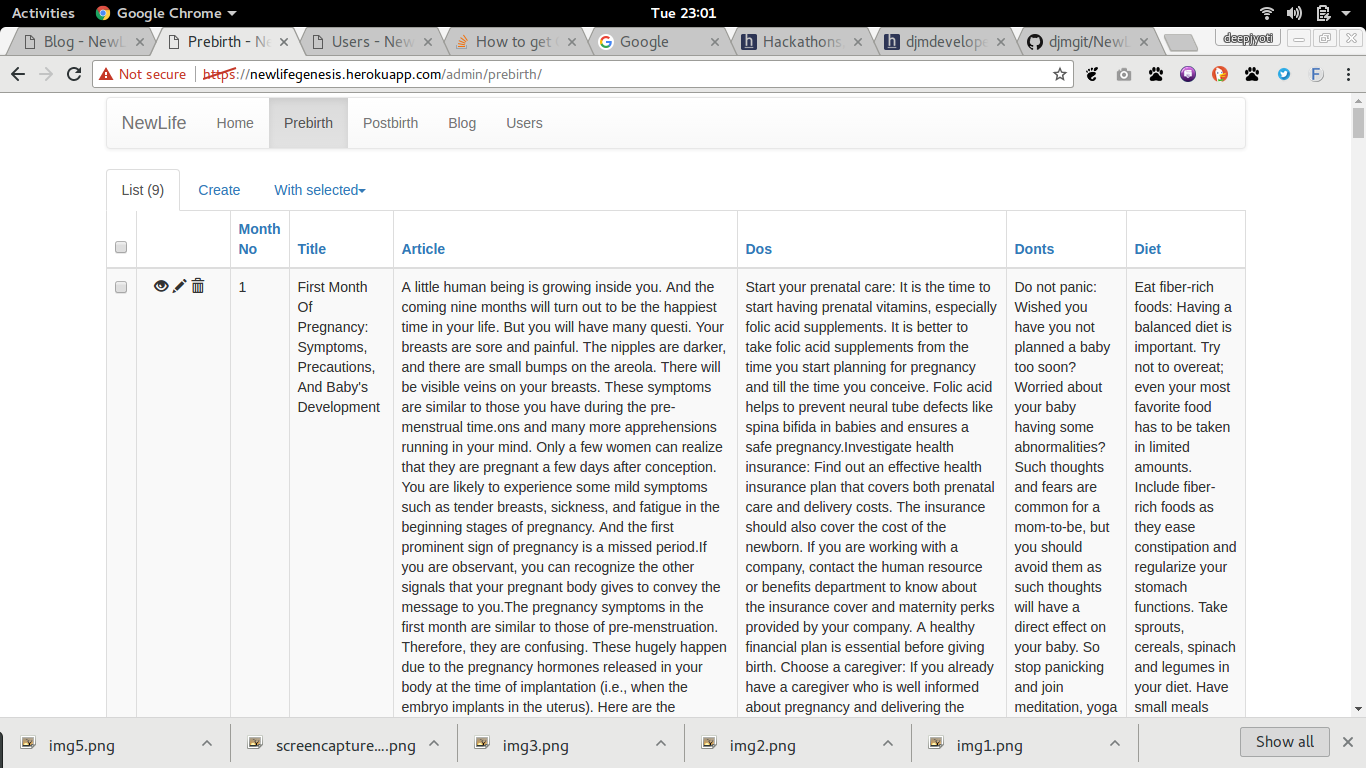 Activities Google Chrome Tue 23:01
Blog - NewL Prebirth - Ne Users - New How to get Google Hackathons djmdevelope djmgit/NewL deepjyoti
Not secure https://newlifegenesis.herokuapp.com/admin/prebirth/
NewLife Home Prebirth Postbirth Blog Users
List (9) Create With selected
Month No Title Article Dos Donts Diet
1
First Month
Of
Pregnancy:
Symptoms,
Precautions,
And Baby's
Development
A little human being is growing inside you. And the
coming nine months will turn out to be the happiest
time in your life. But you will have many questi. Your
breasts are sore and painful. The nipples are darker,
and there are small bumps on the areola. There will
be visible veins on your breasts. These symptoms
are similar to those you have during the pre-
menstrual time.ons and many more apprehensions
running in your mind. Only a few women can realize
that they are pregnant a few days after conception.
You are likely to experience some mild symptoms
such as tender breasts, sickness, and fatigue in the
beginning stages of pregnancy. And the first
prominent sign of pregnancy is a missed period.If
you are observant, you can recognize the other
signals that your pregnant body gives to convey the
message to you.The pregnancy symptoms in the
first month are similar to those of pre-menstruation.
Therefore, they are confusing. These hugely happen
due to the pregnancy hormones released in your
body at the time of implantation (i.e., when the
embryo implants in the uterus). Here are the
Start your prenatal care: It is the time to
start having prenatal vitamins, especially
folic acid supplements. It is better to
take folic acid supplements from the
time you start planning for pregnancy
and till the time you conceive. Folic acid
helps to prevent neural tube defects like
spina bifida in babies and ensures a
safe pregnancy.Investigate health
insurance: Find out an effective health
insurance plan that covers both prenatal
care and delivery costs. The insurance
should also cover the cost of the
newborn. If you are working with a
company, contact the human resource
or benefits department to know about
the insurance cover and maternity perks
provided by your company. A healthy
financial plan is essential before giving
birth. Choose a caregiver: If you already
have a caregiver who is well informed
about pregnancy and delivering the
Do not panic:
Wished you
have you not
planned a baby
too soon?
Worried about
your baby
having some
abnormalities?
Such thoughts
and fears are
common for a
mom-to-be, but
you should
avoid them as
such thoughts
will have a
direct effect on
your baby. So
stop panicking
and join
meditation, yoga
Eat fiber-rich
foods: Having a
balanced diet is
important. Try
not to overeat;
even your most
favorite food
has to be taken
in limited
amounts.
Include fiber-
rich foods as
they ease
constipation and
regularize your
stomach
functions. Take
sprouts,
cereals, spinach
and legumes in
your diet. Have
small meals
img5.png screencapture....png img3.png img2.png img1.png Show all